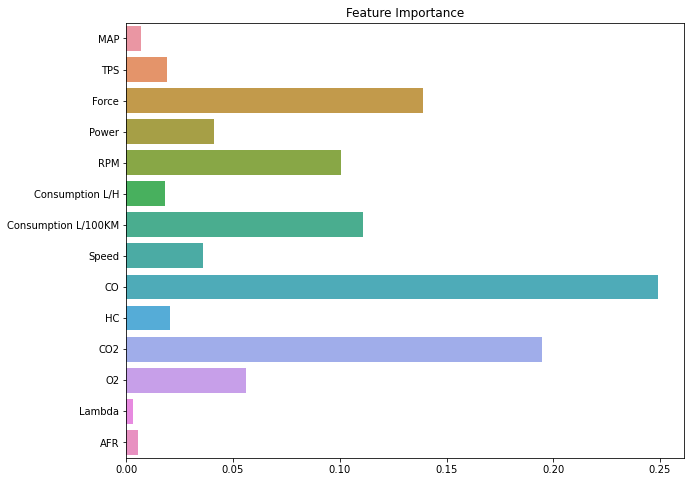 Feature Importance
MAP
TPS
Force
Power
RPM
Consumption L/H
Consumption L/100KM
Speed
CO
HC
CO2
O2
Lambda
AFR
0.00 0.05 0.10 0.15 0.20 0.25